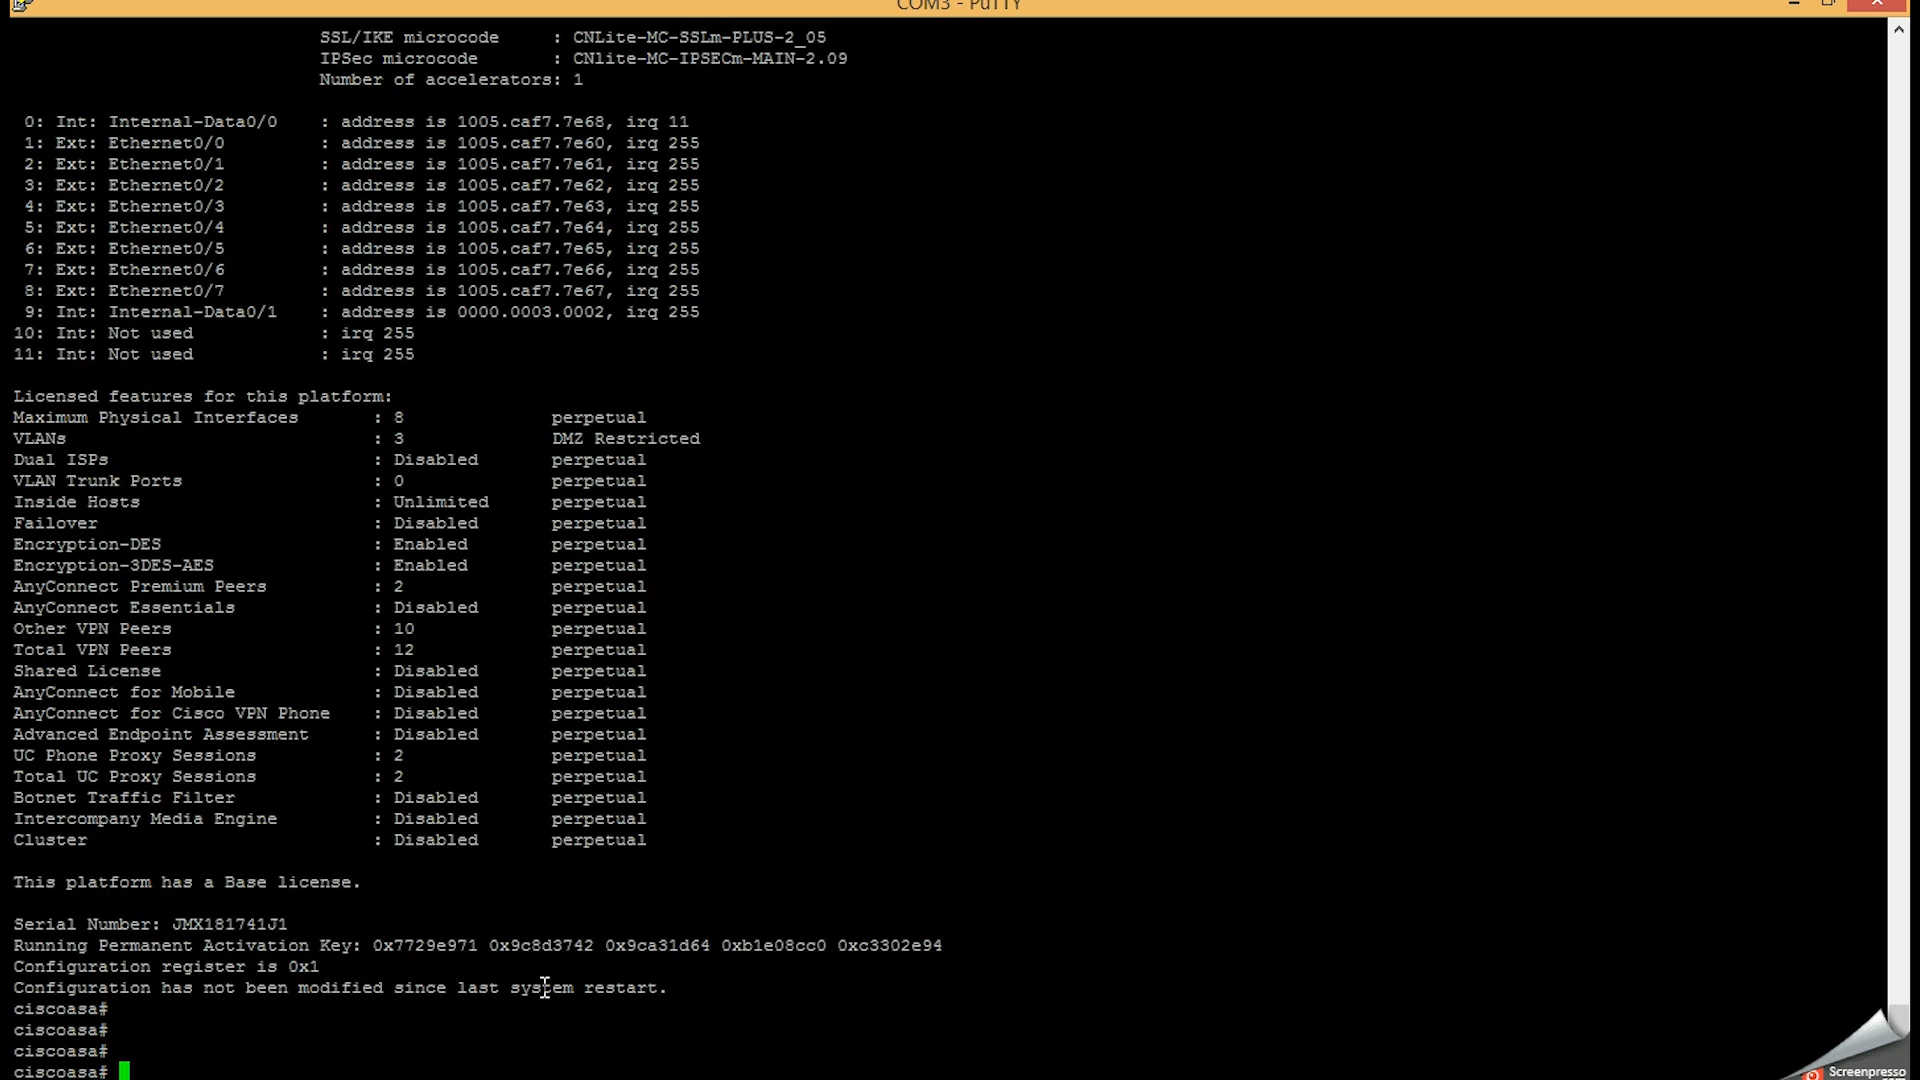 COM3 - PuTTY
SSL/IKE microcode : CNLite-MC-SSLm-PLUS-2_05
IPSec microcode : CNlite-MC-IPSECm-MAIN-2.09
Number of accelerators: 1
0: Int: Internal-Data0/0 : address is 1005.caf7.7e68, irq 11
1: Ext: Ethernet0/0 : address is 1005.caf7.7e60, irq 255
2: Ext: Ethernet0/1 : address is 1005.caf7.7e61, irq 255
3: Ext: Ethernet0/2 : address is 1005.caf7.7e62, irq 255
4: Ext: Ethernet0/3 : address is 1005.caf7.7e63, irq 255
5: Ext: Ethernet0/4 : address is 1005.caf7.7e64, irq 255
6: Ext: Ethernet0/5 : address is 1005.caf7.7e65, irq 255
7: Ext: Ethernet0/6 : address is 1005.caf7.7e66, irq 255
8: Ext: Ethernet0/7 : address is 1005.caf7.7e67, irq 255
9: Int: Internal-Data0/1 : address is 0000.0003.0002, irq 255
10: Int: Not used : irq 255
11: Int: Not used : irq 255
Licensed features for this platform:
Maximum Physical Interfaces : 8 perpetual
VLANs : 3 DMZ Restricted
Dual ISPs : Disabled perpetual
VLAN Trunk Ports : 0 perpetual
Inside Hosts : Unlimited perpetual
Failover : Disabled perpetual
Encryption-DES : Enabled perpetual
Encryption-3DES-AES : Enabled perpetual
AnyConnect Premium Peers : 2 perpetual
AnyConnect Essentials : Disabled perpetual
Other VPN Peers : 10 perpetual
Total VPN Peers : 12 perpetual
Shared License : Disabled perpetual
AnyConnect for Mobile : Disabled perpetual
AnyConnect for Cisco VPN Phone : Disabled perpetual
Advanced Endpoint Assessment : Disabled perpetual
UC Phone Proxy Sessions : 2 perpetual
Total UC Proxy Sessions : 2 perpetual
Botnet Traffic Filter : Disabled perpetual
Intercompany Media Engine : Disabled perpetual
Cluster : Disabled perpetual
This platform has a Base license.
Serial Number: JMX181741J1
Running Permanent Activation Key: 0x7729e971 0x9c8d3742 0x9ca31d64 0xb1e08cc0 0xc3302e94
Configuration register is 0x1
Configuration has not been modified since last system restart.
ciscoasa#
ciscoasa#
ciscoasa#
ciscoasa#
Screenpresso